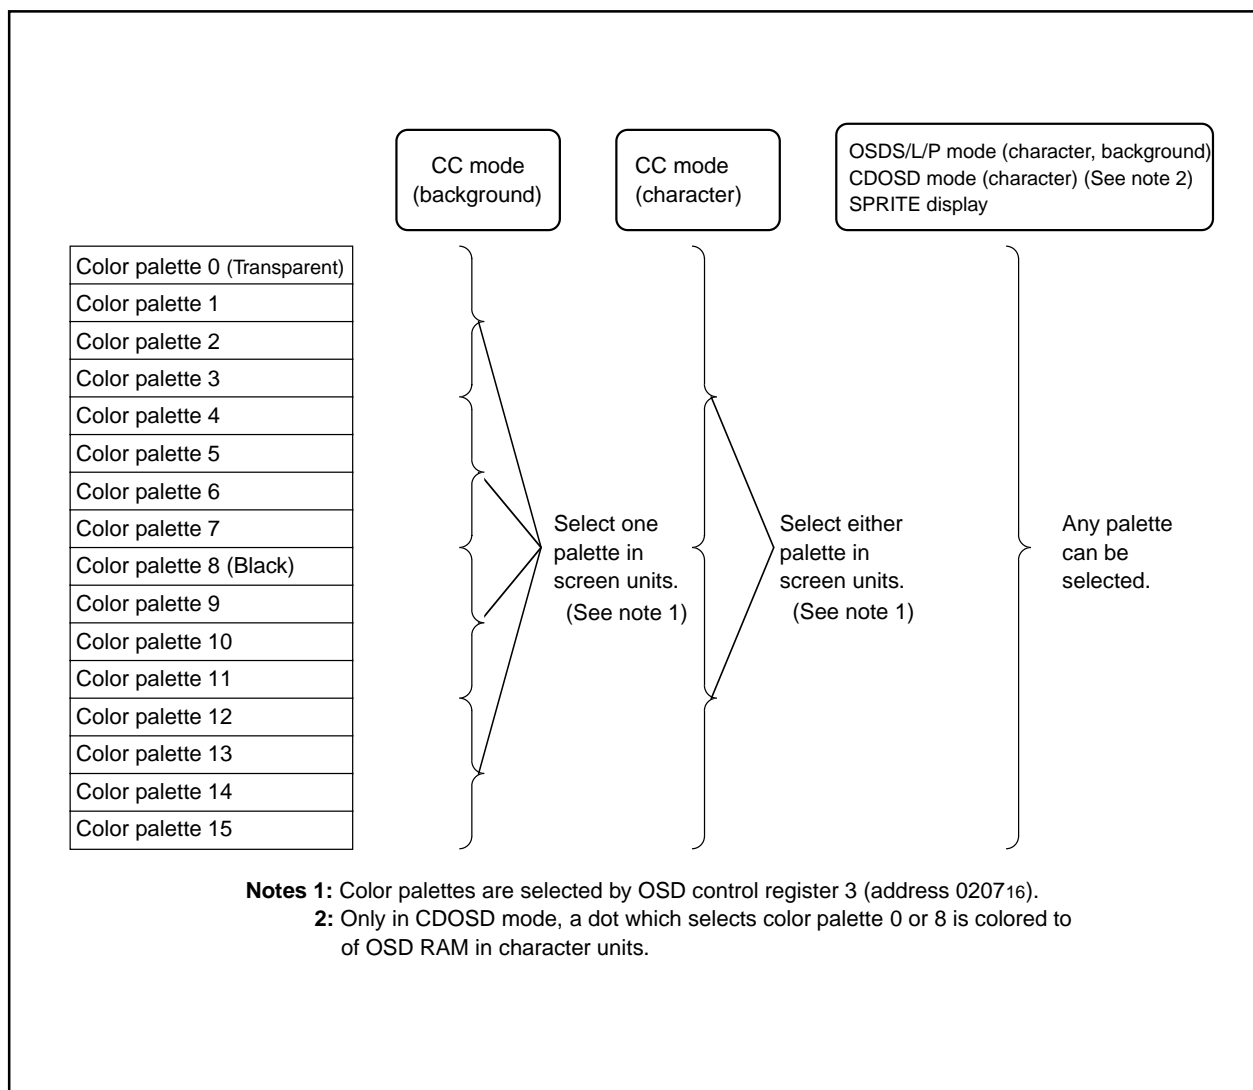 CC mode
(background)
CC mode
(character)
OSDS/L/P mode (character, background)
CDOSD mode (character) (See note 2)
SPRITE display
Color palette 0 (Transparent)
Color palette 1
Color palette 2
Color palette 3
Color palette 4
Color palette 5
Color palette 6
Color palette 7
Color palette 8 (Black)
Color palette 9
Color palette 10
Color palette 11
Color palette 12
Color palette 13
Color palette 14
Color palette 15
Select one
palette in
screen units.
(See note 1)
Select either
palette in
screen units.
(See note 1)
Any palette
can be
selected.
Notes 1: Color palettes are selected by OSD control register 3 (address 020716).
2: Only in CDOSD mode, a dot which selects color palette 0 or 8 is colored to
of OSD RAM in character units.